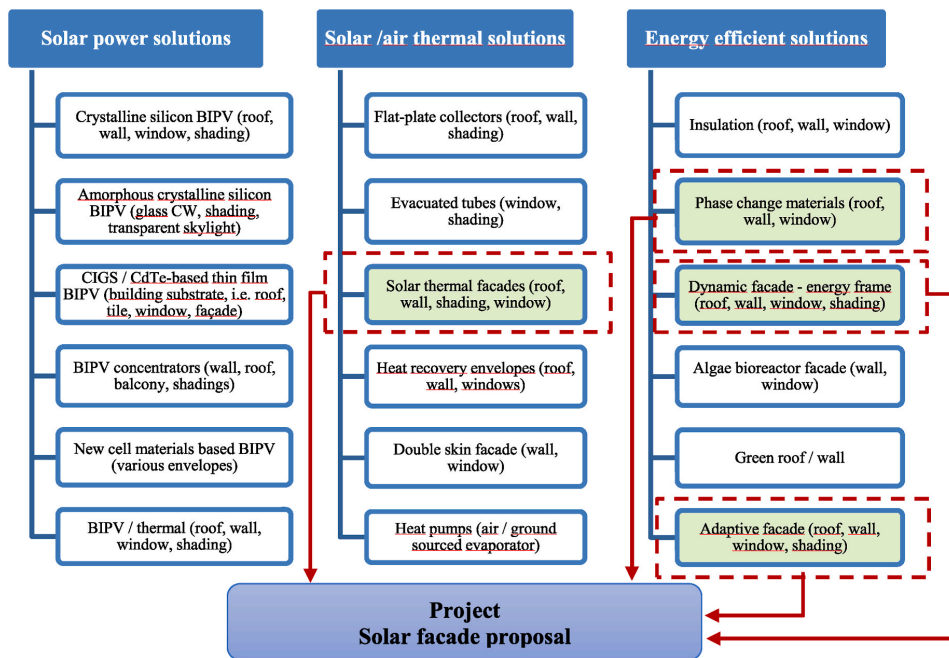 Solar power solutions
Crystalline silicon BIPV (roof,
wall, window, shading)
Amorphous crystalline silicon
BIPV (glass CW, shading,
transparent skylight)
CIGS / CdTe-based thin film
BIPV (building substrate, i.e. roof,
tile, window, façade)
BIPV concentrators (wall, roof,
balcony, shadings)
New cell materials based BIPV
(various envelopes)
BIPV / thermal (roof, wall,
window, shading)
Solar /air thermal solutions
Flat-plate collectors (roof, wall,
shading)
Evacuated tubes (window,
shading)
Solar thermal facades (roof,
wall, shading, window)
Heat recovery envelopes (roof,
wall, windows)
Double skin facade (wall,
window)
Heat pumps (air / ground
sourced evaporator)
Energy efficient solutions
Insulation (roof, wall, window)
Phase change materials (roof,
wall, window)
Dynamic facade - energy frame
(roof, wall, window, shading)
Algae bioreactor facade (wall,
window)
Green roof / wall
Adaptive facade (roof, wall,
window, shading)
Project
Solar facade proposal